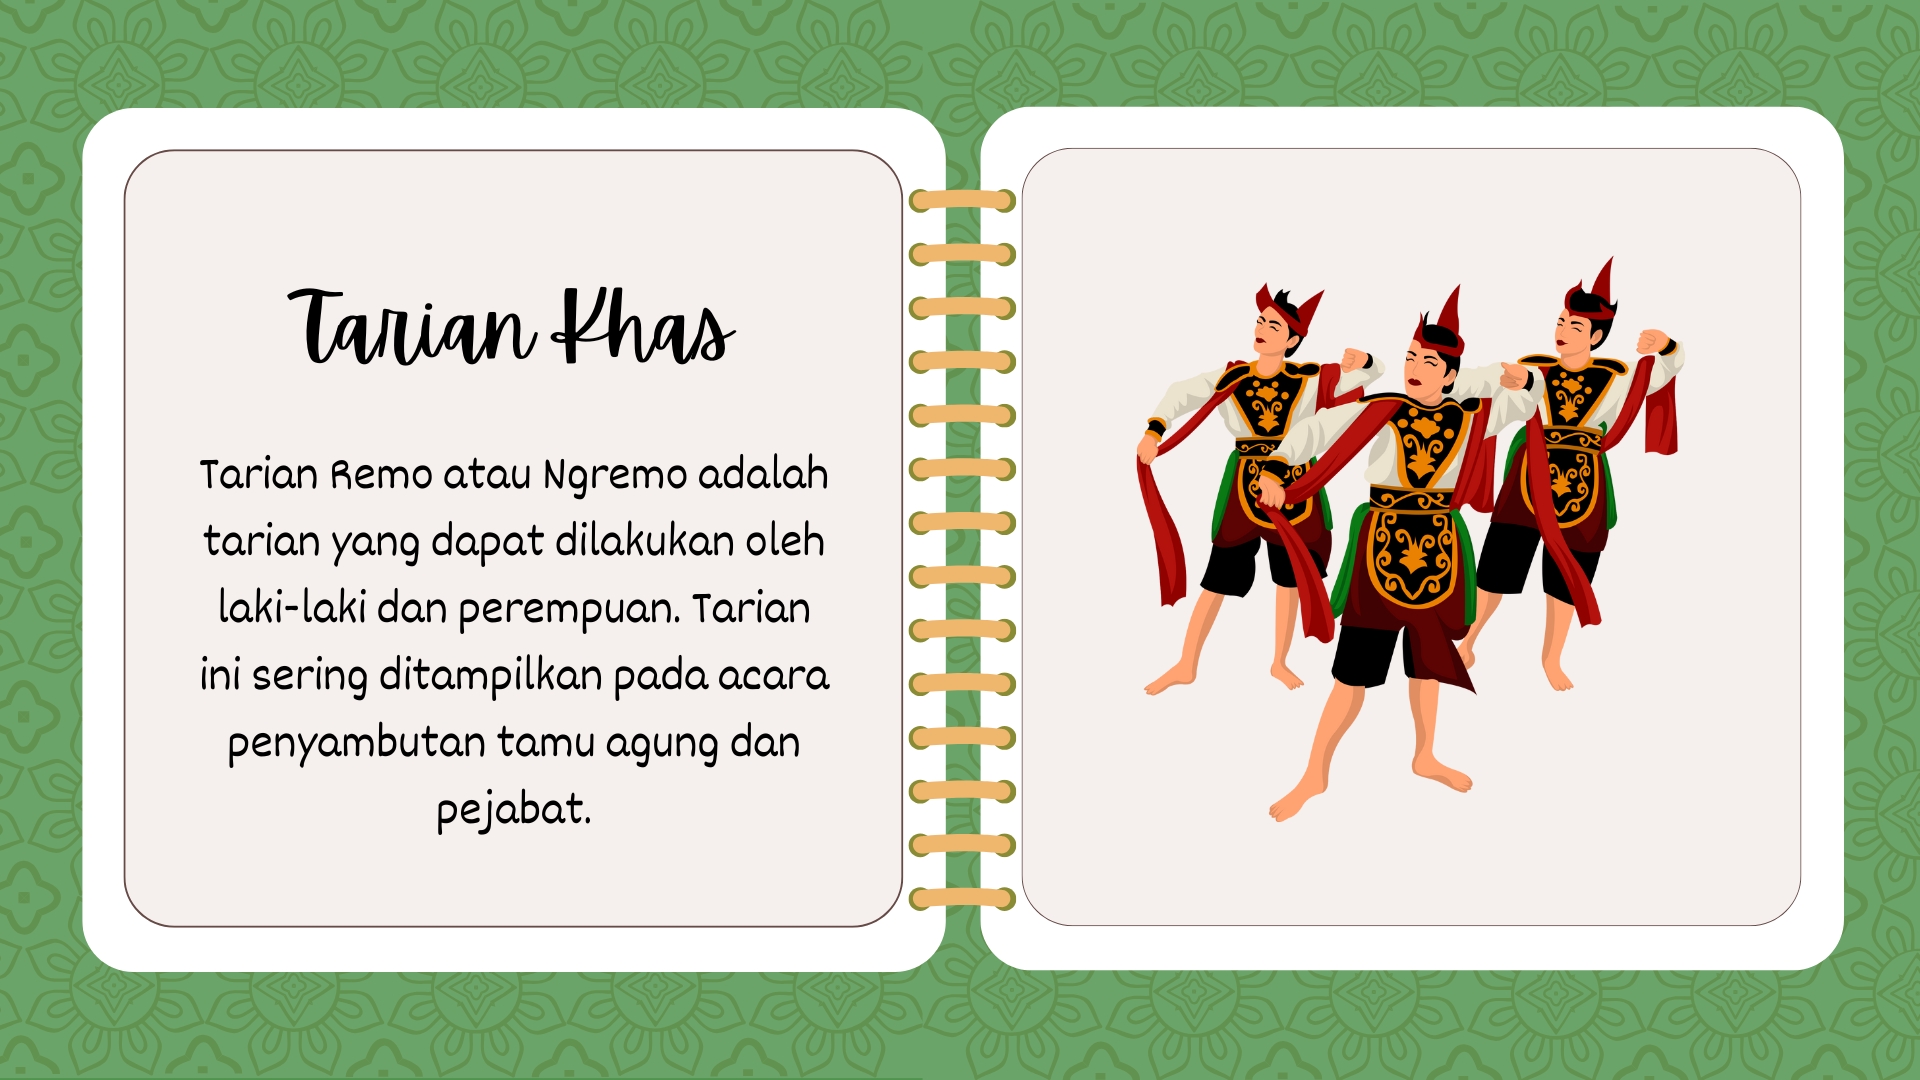 Tarian Khas
Tarian Remo atau Ngremo adalah
tarian yang dapat dilakukan oleh
laki-laki dan perempuan. Tarian
ini sering ditampilkan pada acara
penyambutan tamu agung dan
pejabat.